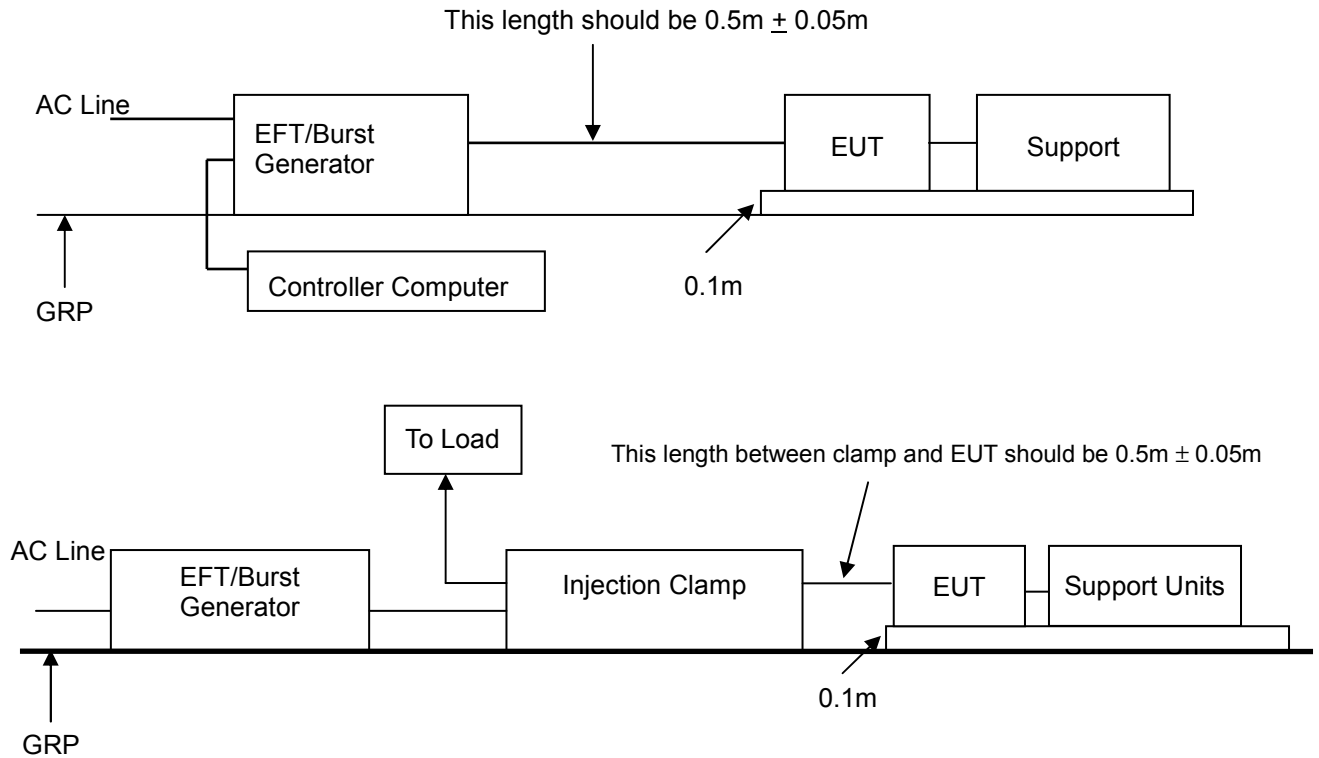 This length should be 0.5m ± 0.05m
AC Line
EFT/Burst
Generator
EUT
Support
Controller Computer
0.1m
GRP
To Load
This length between clamp and EUT should be 0.5m ± 0.05m
AC Line
EFT/Burst
Generator
Injection Clamp
EUT
Support Units
0.1m
GRP